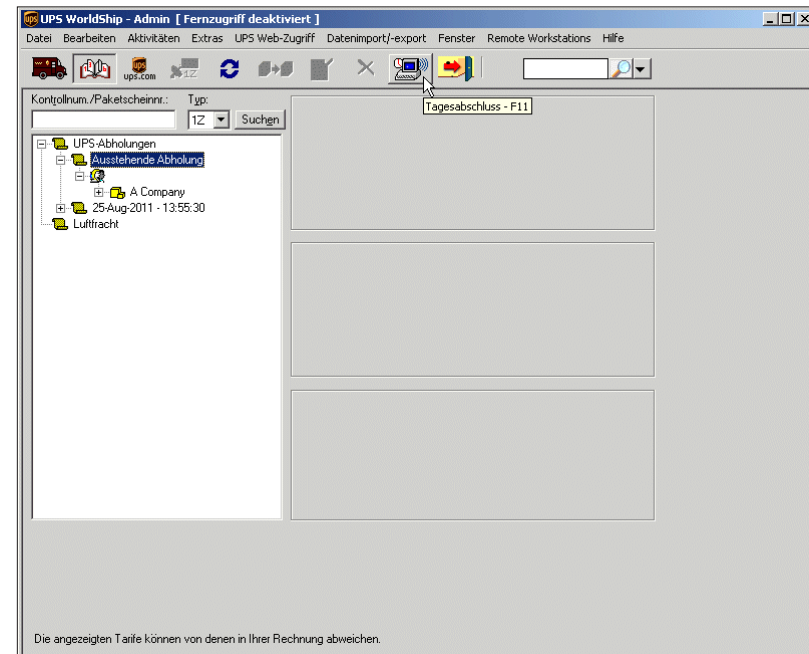 UPS WorldShip - Admin [ Fernzugriff deaktiviert ]
Datei Bearbeiten Aktivitäten Extras UPS Web-Zugriff Datenimport/-export Fenster Remote Workstations Hilfe
ups
ups.com
1Z
Kontrollnum./Paketscheinnr.: Typ:
1Z Suchen
Tagesabschluss - F11
UPS-Abholungen
Ausstehende Abholung
A Company
25-Aug-2011 - 13:55:30
Luftfracht
Die angezeigten Tarife können von denen in Ihrer Rechnung abweichen.